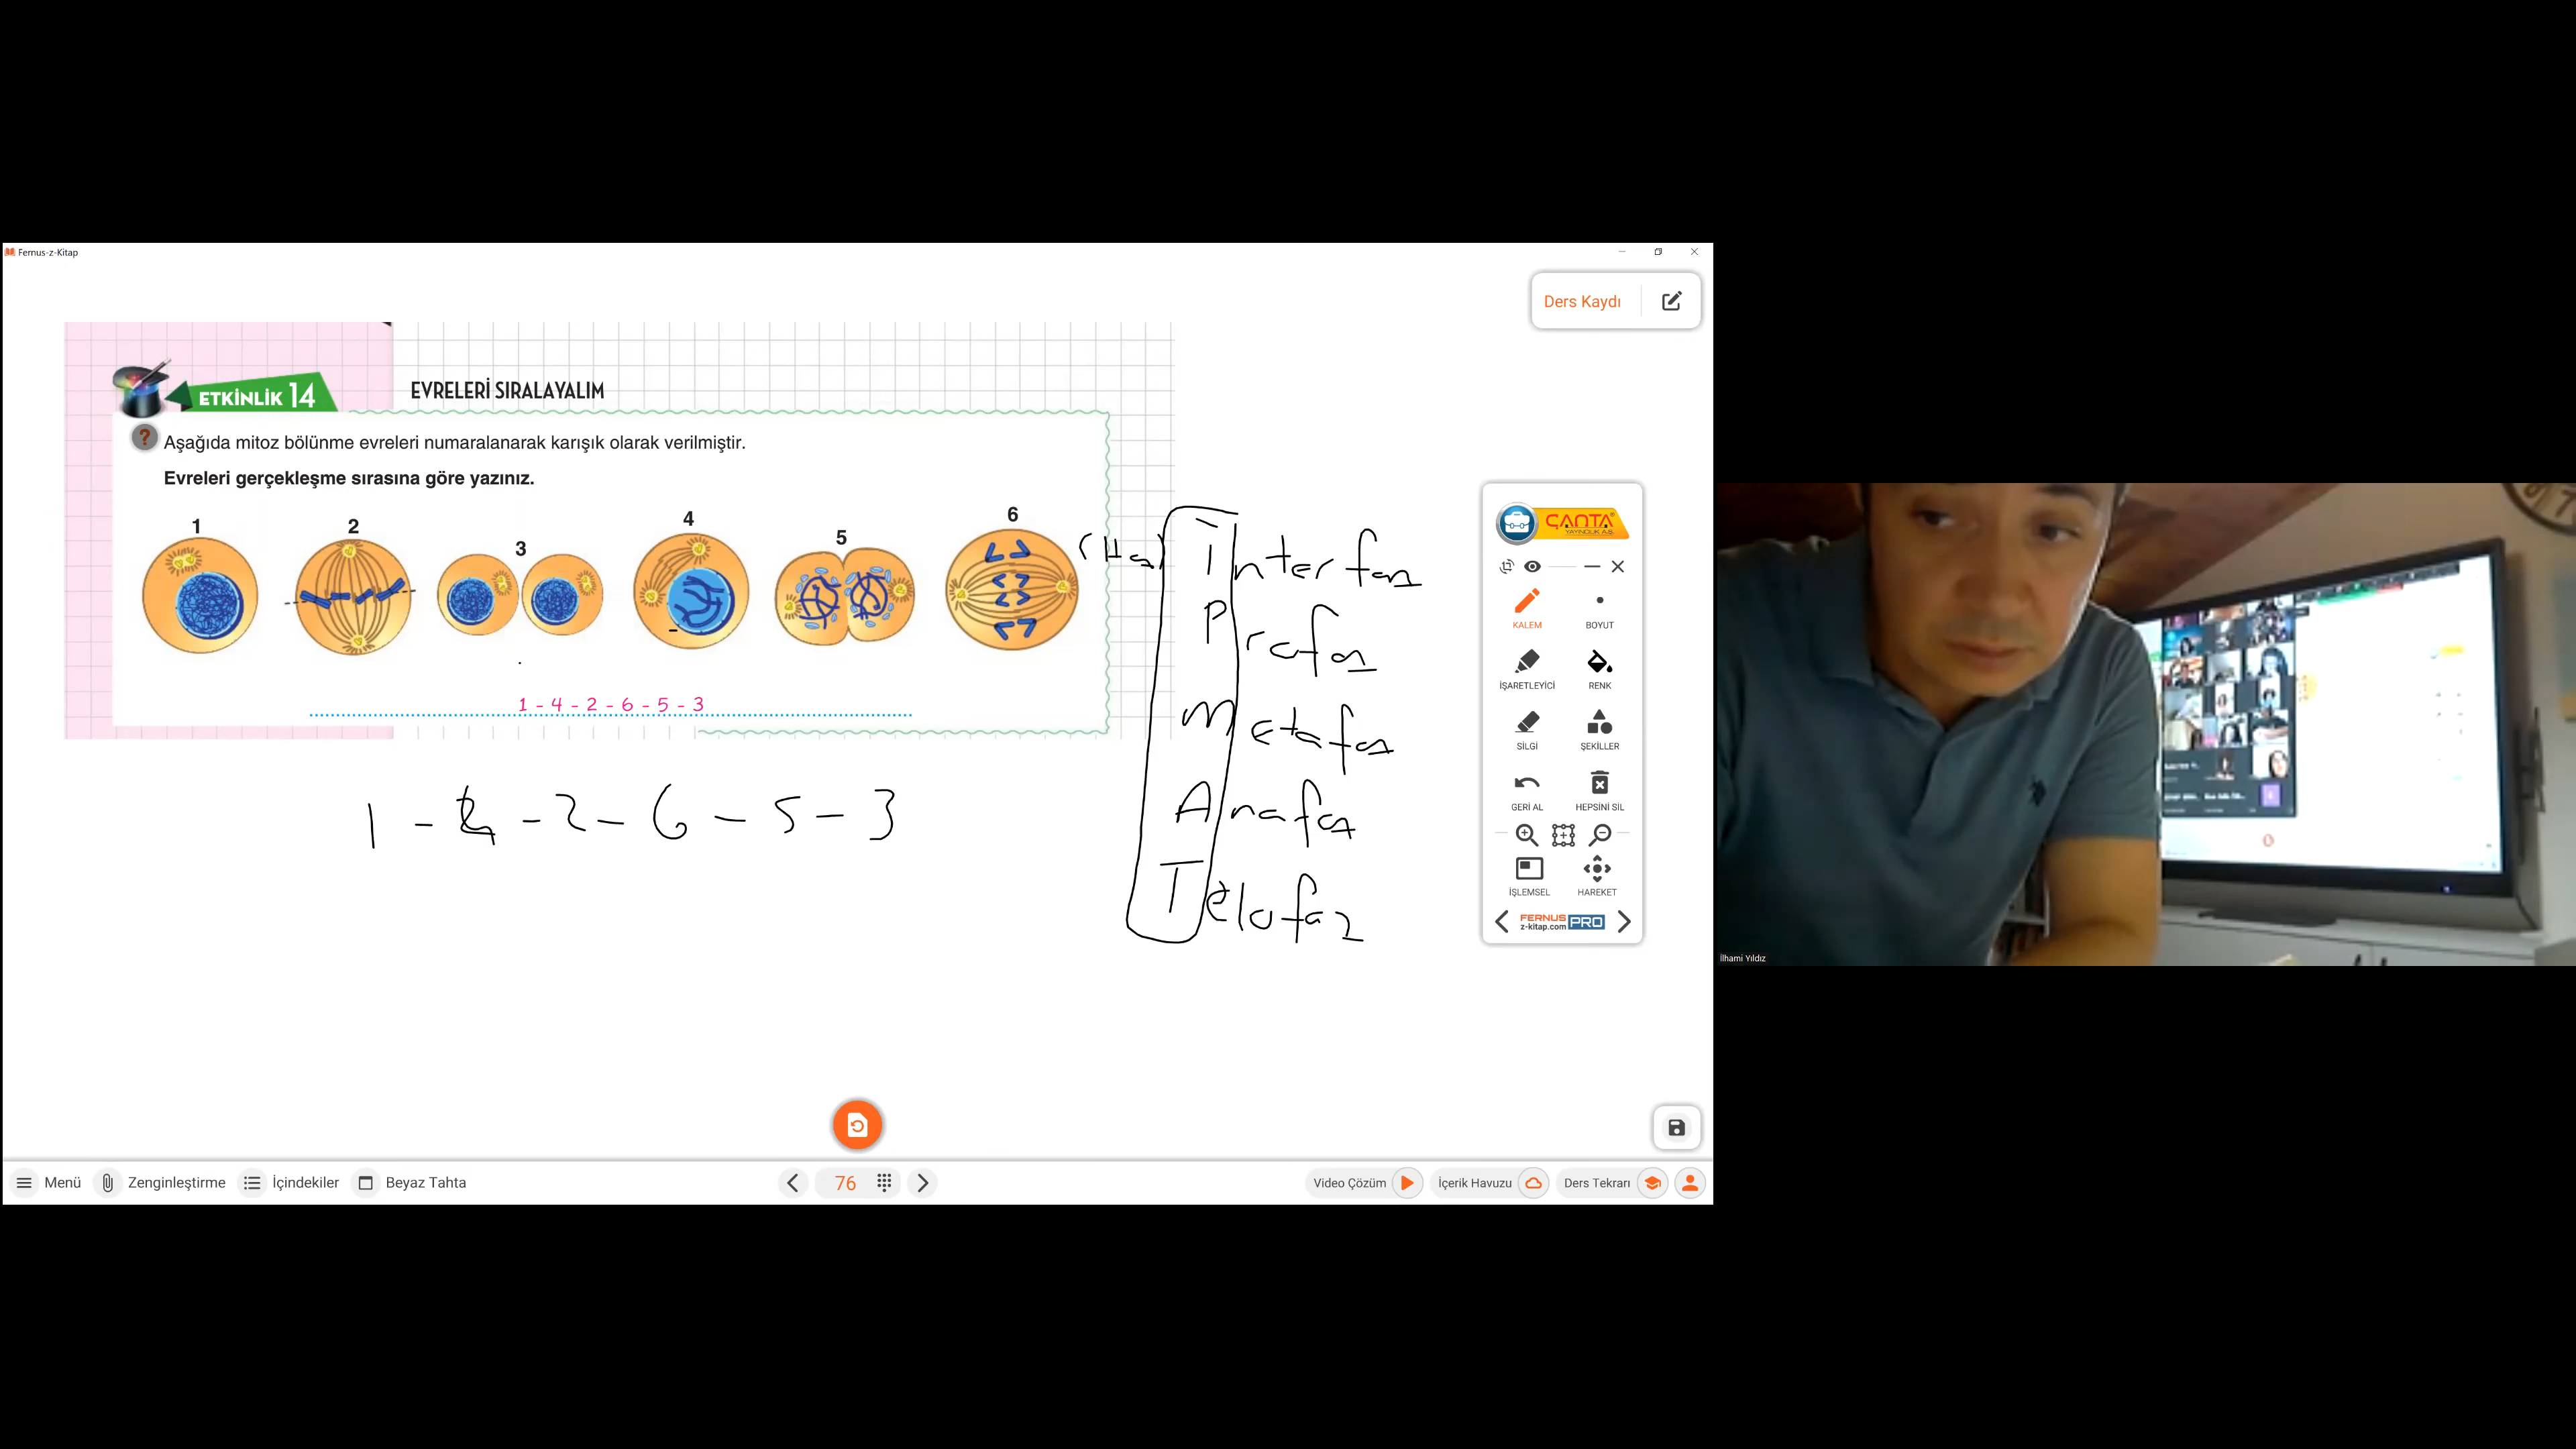 Fernus-z-Kitap
Ders Kaydı
ETKİNLİK 14
EVRELERİ SIRALAYALIM
?
Aşağıda mitoz bölünme evreleri numaralanarak karışık olarak verilmiştir.
Evreleri gerçekleşme sırasına göre yazınız.
1 2 3 4 5 6
1 - 4 - 2 - 6 - 5 - 3
1 - 4 - 2 - 6 - 5 - 3
İnterfaz
Profaz
Metafaz
Anafaz
Telofaz
ÇANTA
YAYINCILIK A.Ş.
KALEM BOYUT
İŞARETLEYİCİ RENK
SİLGİ ŞEKİLLER
GERİ AL HEPSİNİ SİL
İŞLEMSEL HAREKET
FERNUS
z-kitap.com PRO
İlhami Yıldız
Menü Zenginleştirme İçindekiler Beyaz Tahta 76 Video Çözüm İçerik Havuzu Ders Tekrarı